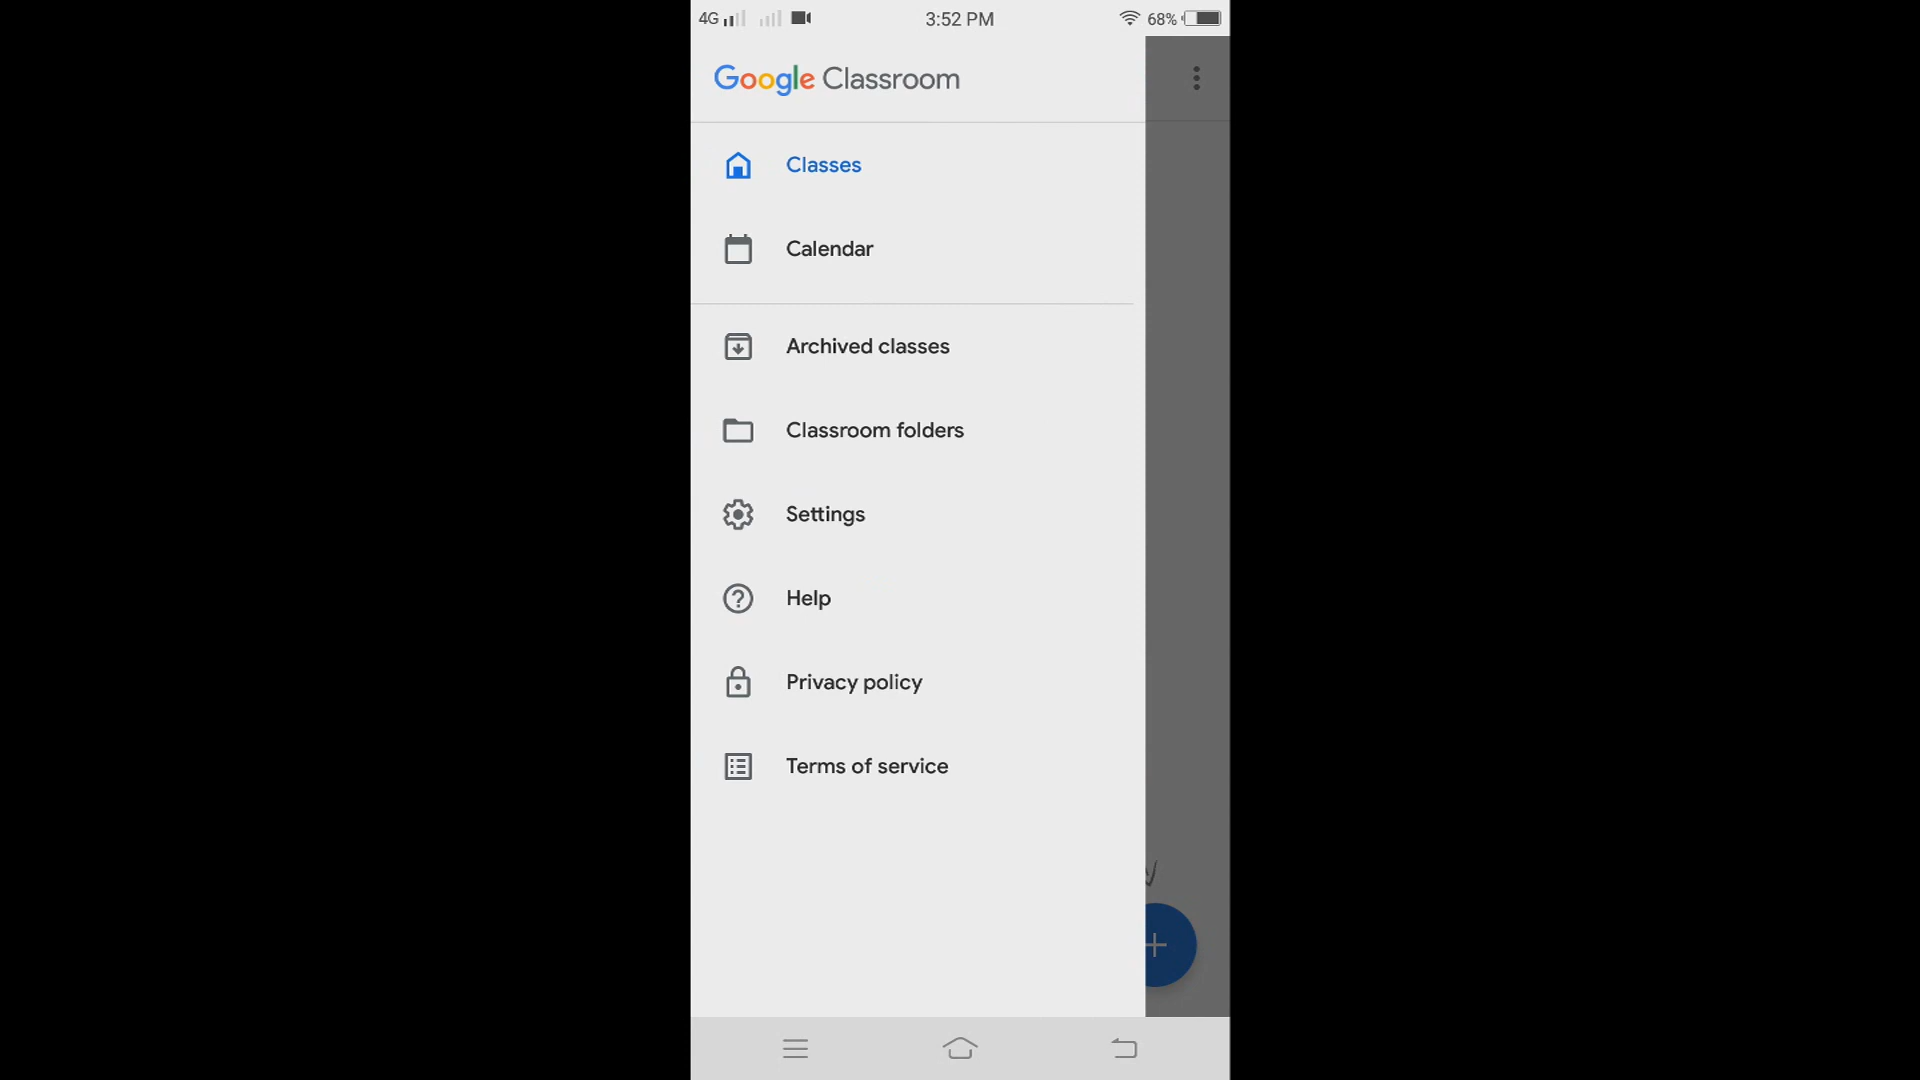 4G 3:52 PM 68%
Google Classroom
Classes
Calendar
Archived classes
Classroom folders
Settings
Help
Privacy policy
Terms of service